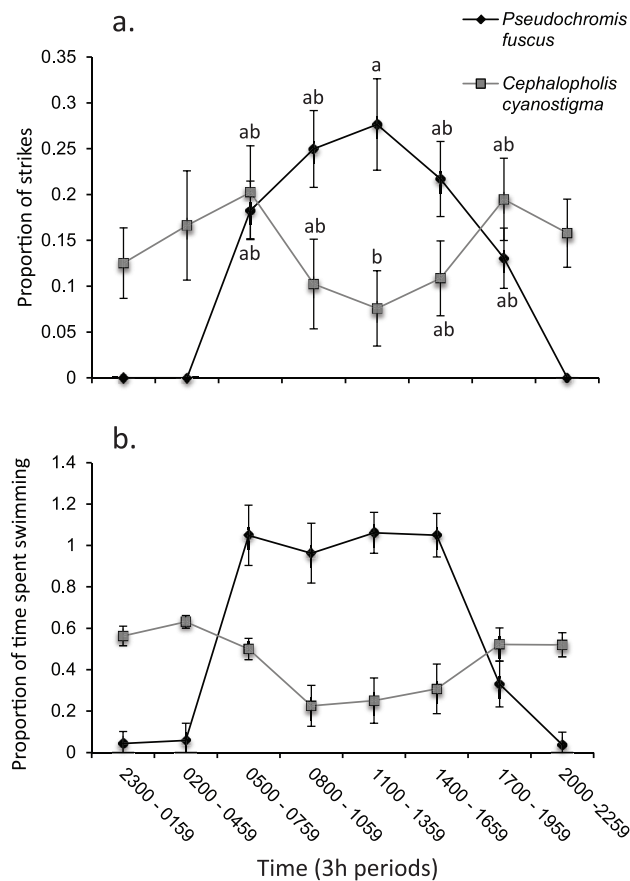 a.
Pseudochromis
fuscus
Cephalopholis
cyanostigma
Proportion of strikes
0.35
0.3
0.25
0.2
0.15
0.1
0.05
0
ab
ab
a
ab
ab
ab
ab
b
ab
ab
b.
Proportion of time spent swimming
1.4
1.2
1
0.8
0.6
0.4
0.2
0
2300 - 0159
0200 - 0459
0500 - 0759
0800 - 1059
1100 - 1359
1400 - 1659
1700 - 1959
2000 -2259
Time (3h periods)